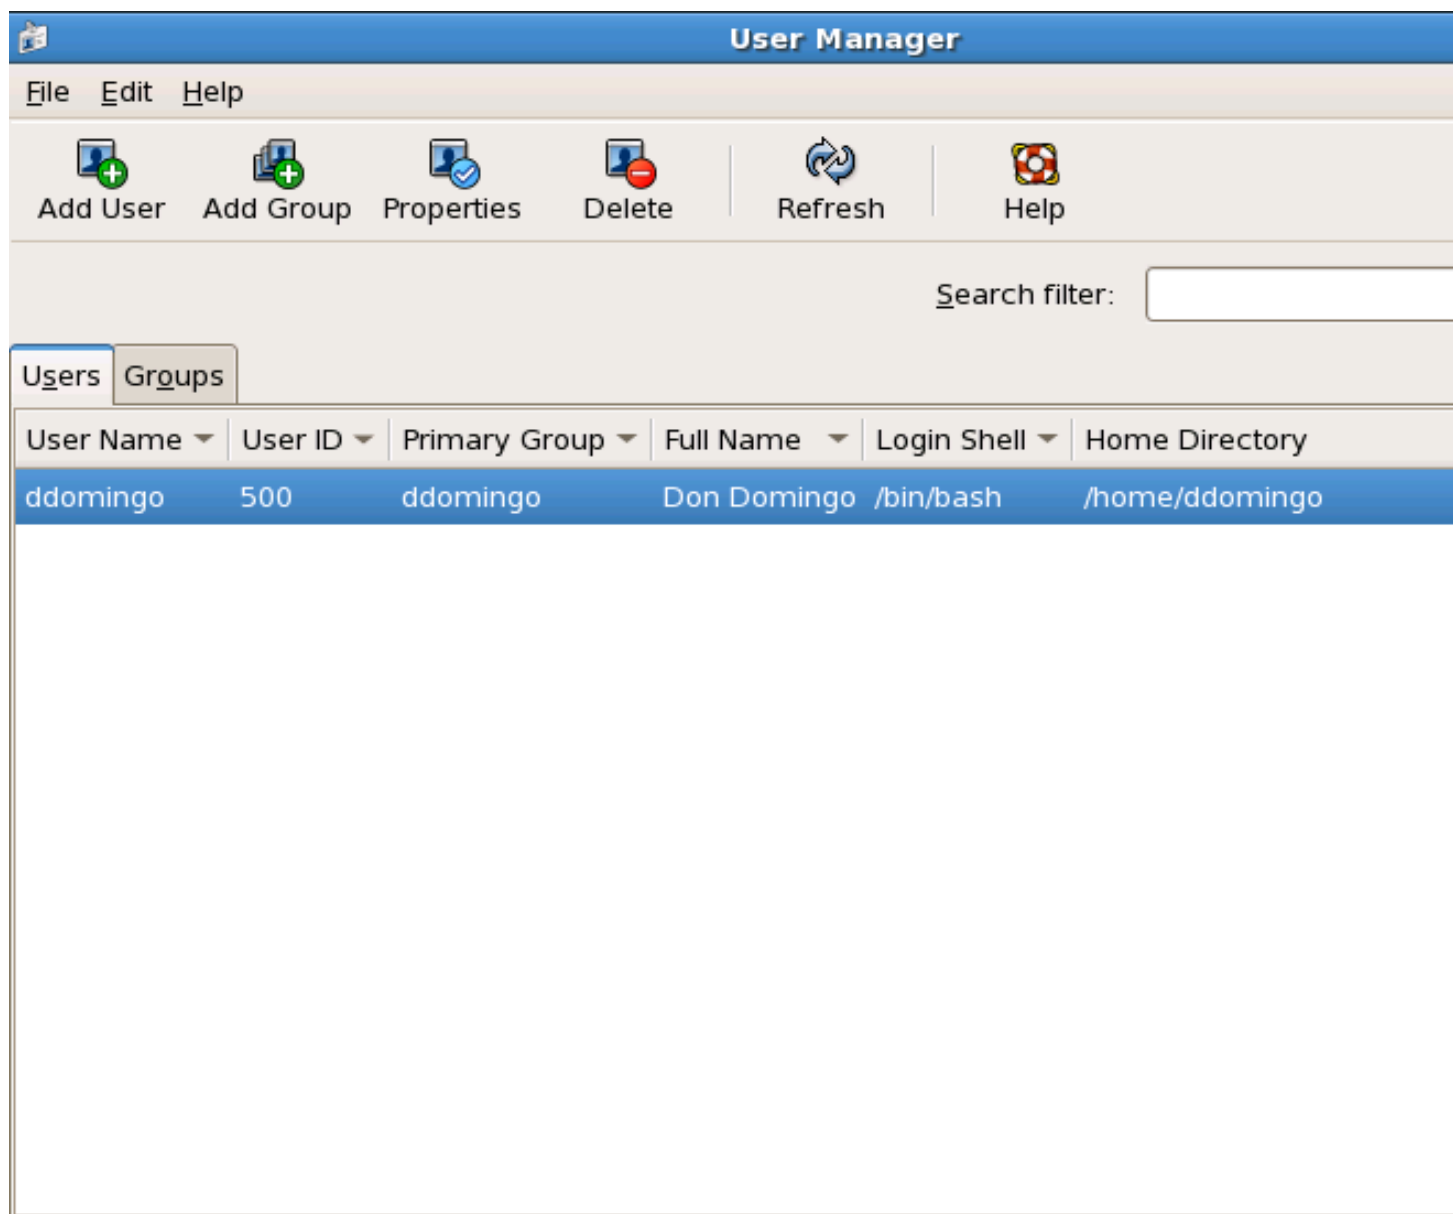 User Manager
File Edit Help
Add User Add Group Properties Delete Refresh Help
Search filter:
Users Groups
User Name User ID Primary Group Full Name Login Shell Home Directory
ddomingo 500 ddomingo Don Domingo /bin/bash /home/ddomingo